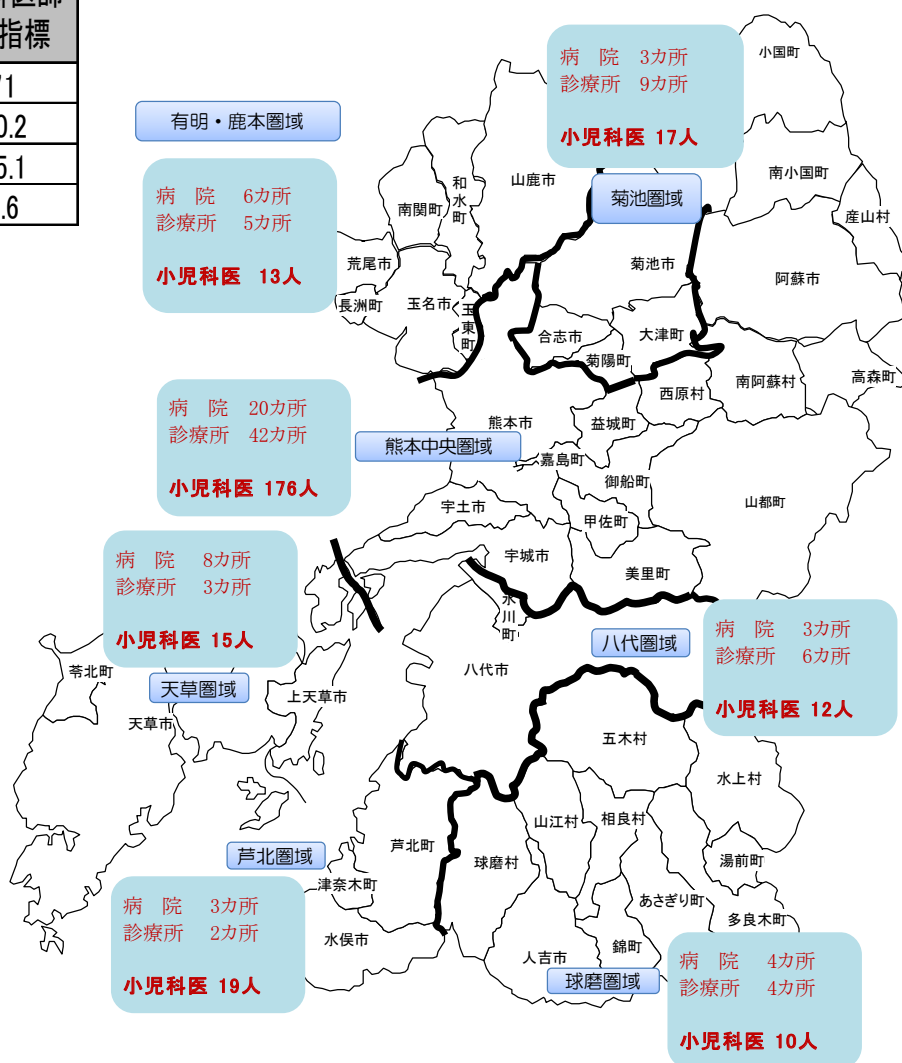 指標
0.2
5.1
.6
病　院　3カ所
診療所　9カ所
小児科医 17人
小国町
有明・鹿本圏域
南小国町
病　院　6カ所
診療所　5カ所
小児科医 13人
和水町
山鹿市
南関町
菊池圏域
産山村
荒尾市
菊池市
阿蘇市
長洲町
玉名市
玉東町
合志市
大津町
菊陽町
西原村
南阿蘇村
高森町
病　院　20カ所
診療所　42カ所
小児科医 176人
熊本市
益城町
熊本中央圏域
嘉島町
御船町
山都町
宇土市
甲佐町
病　院　8カ所
診療所　3カ所
小児科医 15人
宇城市
美里町
氷川町
八代圏域
病　院　3カ所
診療所　6カ所
小児科医 12人
苓北町
天草圏域
上天草市
天草市
八代市
五木村
水上村
山江村
相良村
芦北町
球磨村
湯前町
芦北圏域
津奈木町
あさぎり町
多良木町
病　院　3カ所
診療所　2カ所
小児科医 19人
水俣市
人吉市
錦町
球磨圏域
病　院　4カ所
診療所　4カ所
小児科医 10人